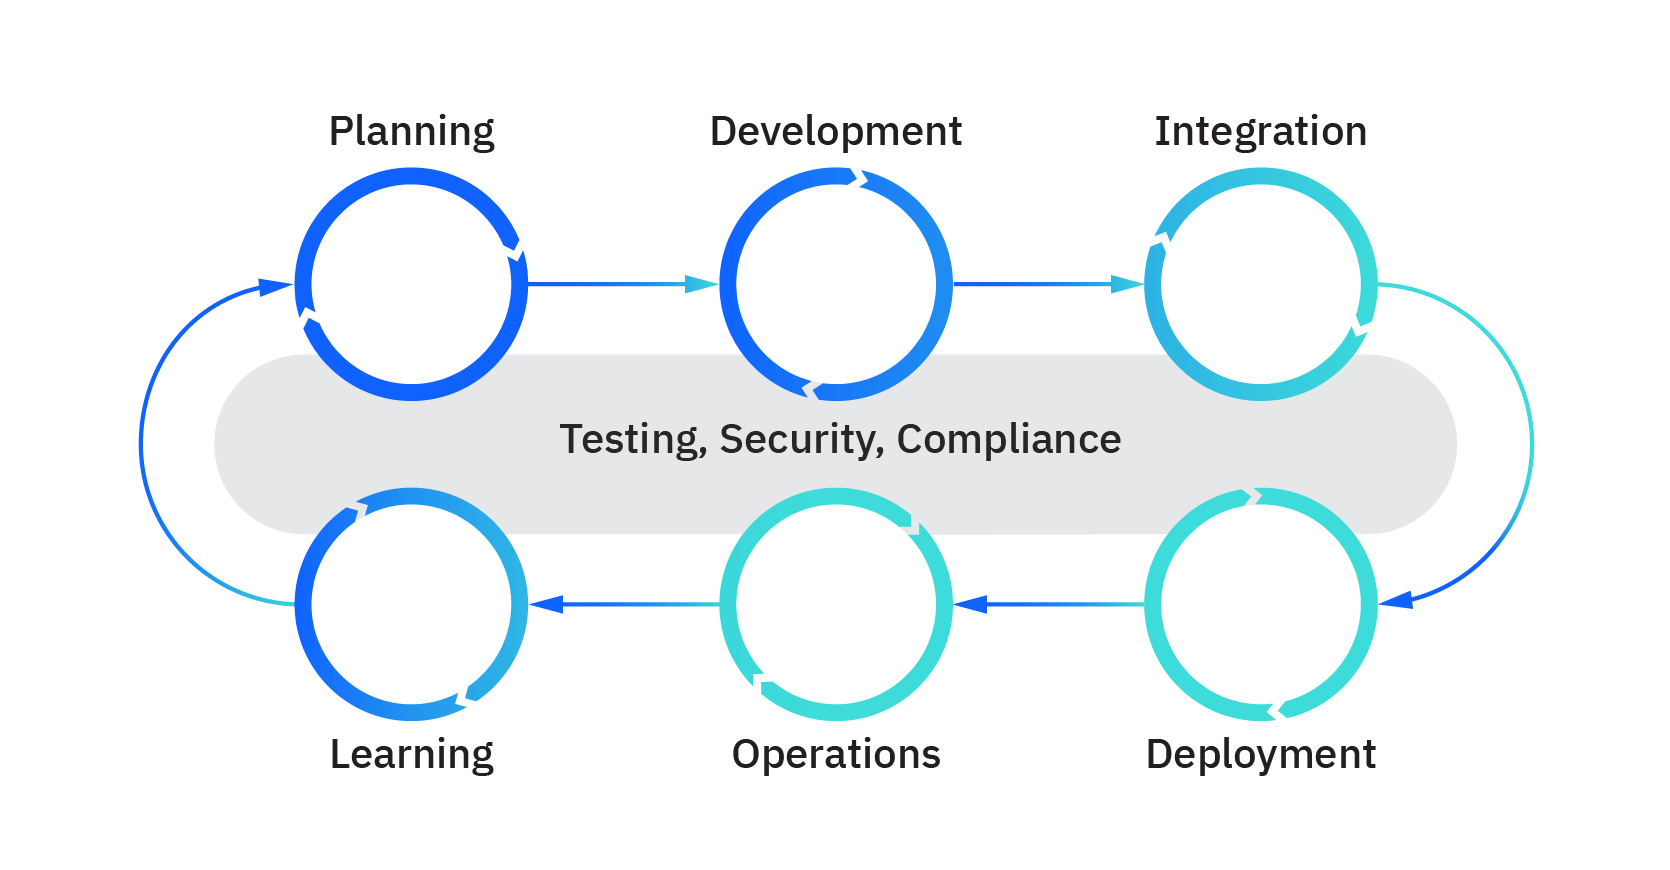 Planning
Development
Integration
Testing, Security, Compliance
Learning
Operations
Deployment